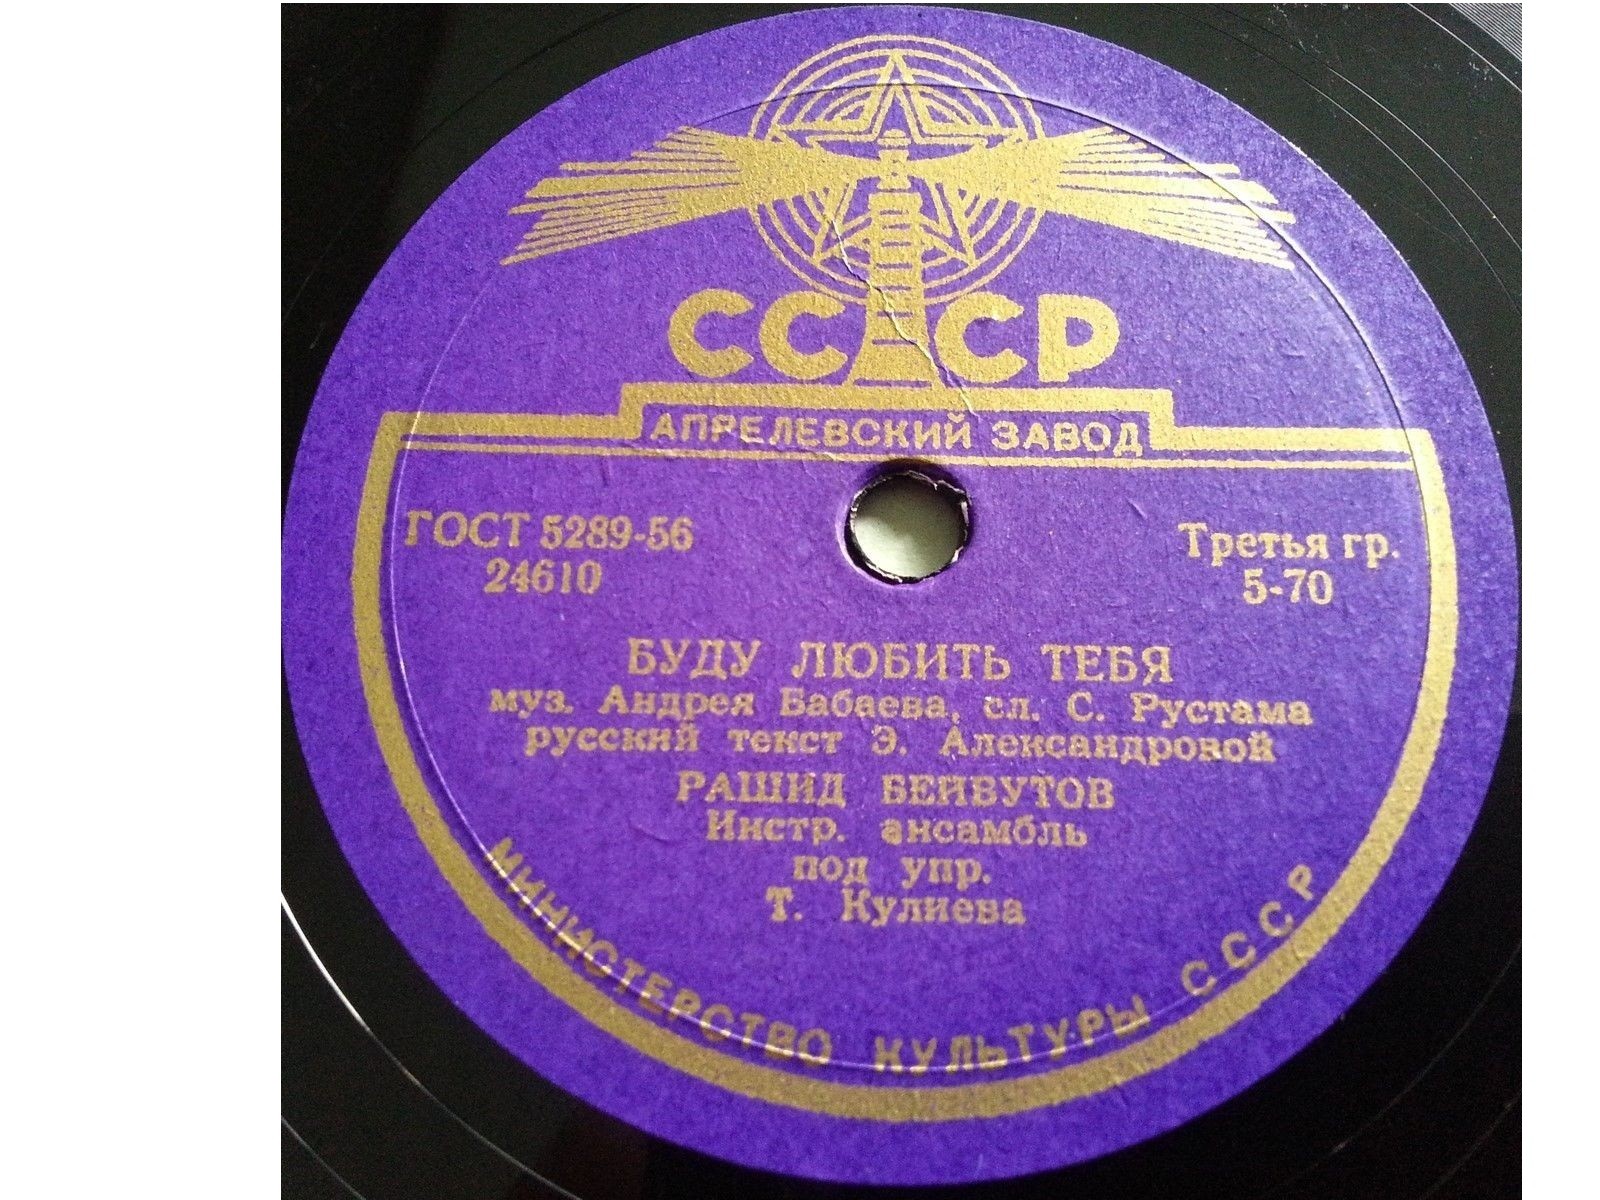 СССР
АПРЕЛЕВСКИЙ ЗАВОД
ГОСТ 5289-56
24610
Третья гр.
5-70
БУДУ ЛЮБИТЬ ТЕБЯ
муз. Андрея Бабаева, сл. С. Рустама
русский текст Э. Александровой
РАШИД БЕЙБУТОВ
Инстр. ансамбль
под упр.
Т. Кулиева
МИНИСТЕРСТВО КУЛЬТУРЫ СССР